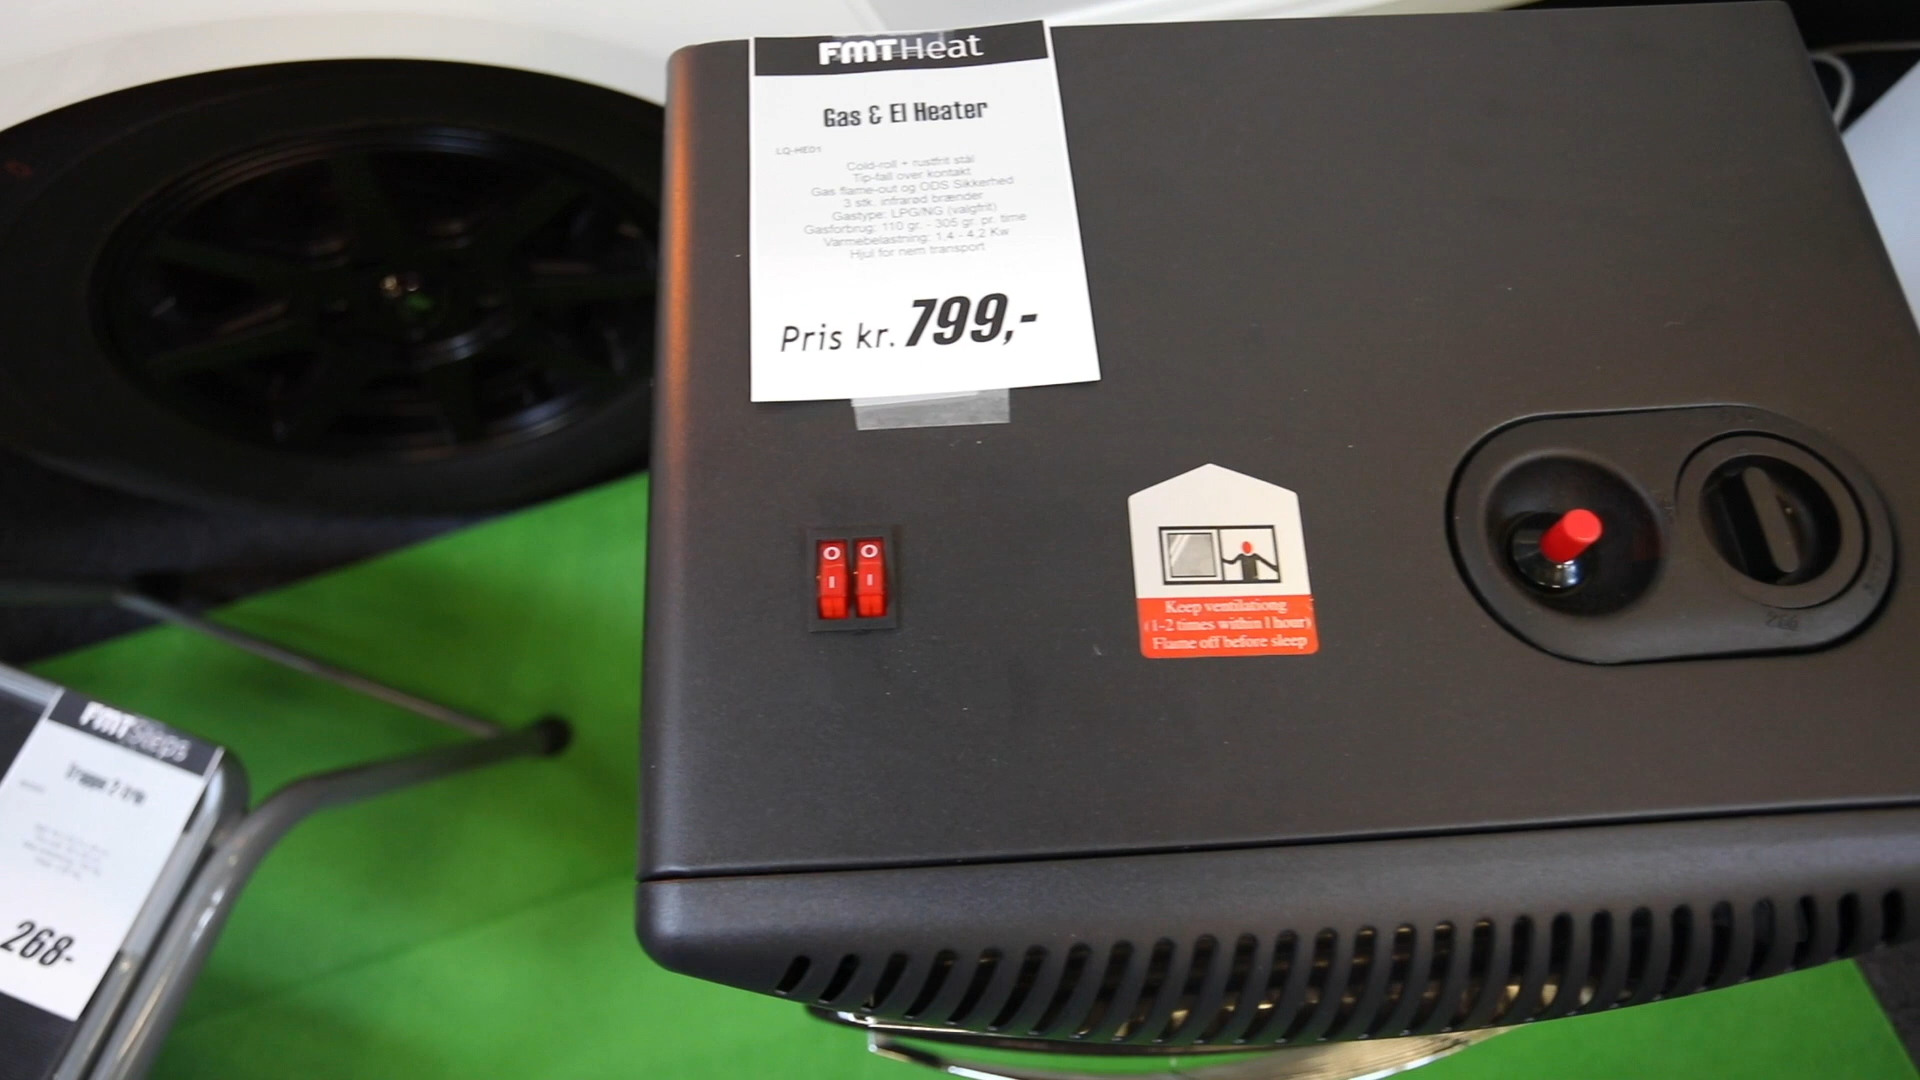 FMTHeat
Gas & El Heater
LQ-HE01
Cold-roll + rustfrit stål
Tip-fall over kontakt
Gas flame-out og ODS Sikkerhed
3 stk. infrarød brænder
Gastype: LPG/NG (valgfrit)
Gasforbrug: 110 gr. - 305 gr. pr. time
Varmebelastning: 1,4 - 4,2 Kw
Hjul for nem transport
Pris kr. 799,-
O O
I I
Keep ventilationg
(1-2 times within 1 hour)
Flame off before sleep
FMTSteps
268-